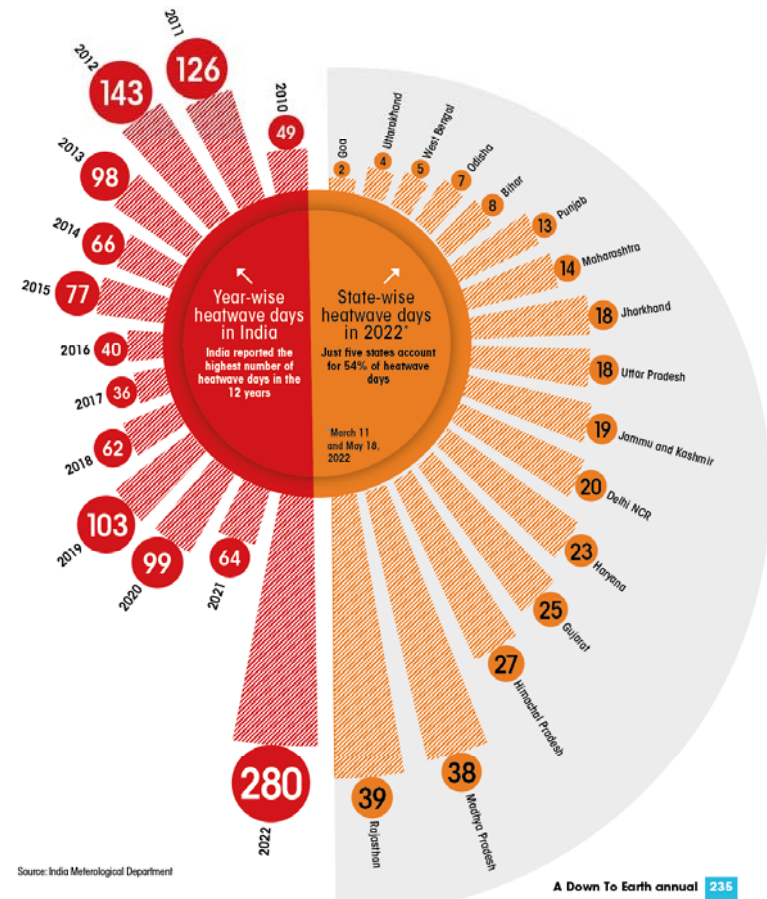 2010
49
2011
126
2012
143
2013
98
2014
66
2015
77
2016
40
2017
36
2018
62
2019
103
2020
99
2021
64
2022
280
Year-wise
heatwave days
in India
India reported the
highest number of
heatwave days in the
12 years
State-wise
heatwave days
in 2022*
Just five states account
for 54% of heatwave
days
*March 11
and May 18,
2022
Goa
2
Uttarakhand
4
West Bengal
5
Odisha
7
Bihar
8
Punjab
13
Maharashtra
14
Jharkhand
18
Uttar Pradesh
18
Jammu and Kashmir
19
Delhi NCR
20
Haryana
23
Gujarat
25
Himachal Pradesh
27
Madhya Pradesh
38
Rajasthan
39
Source: India Meterological Department
A Down To Earth annual 235